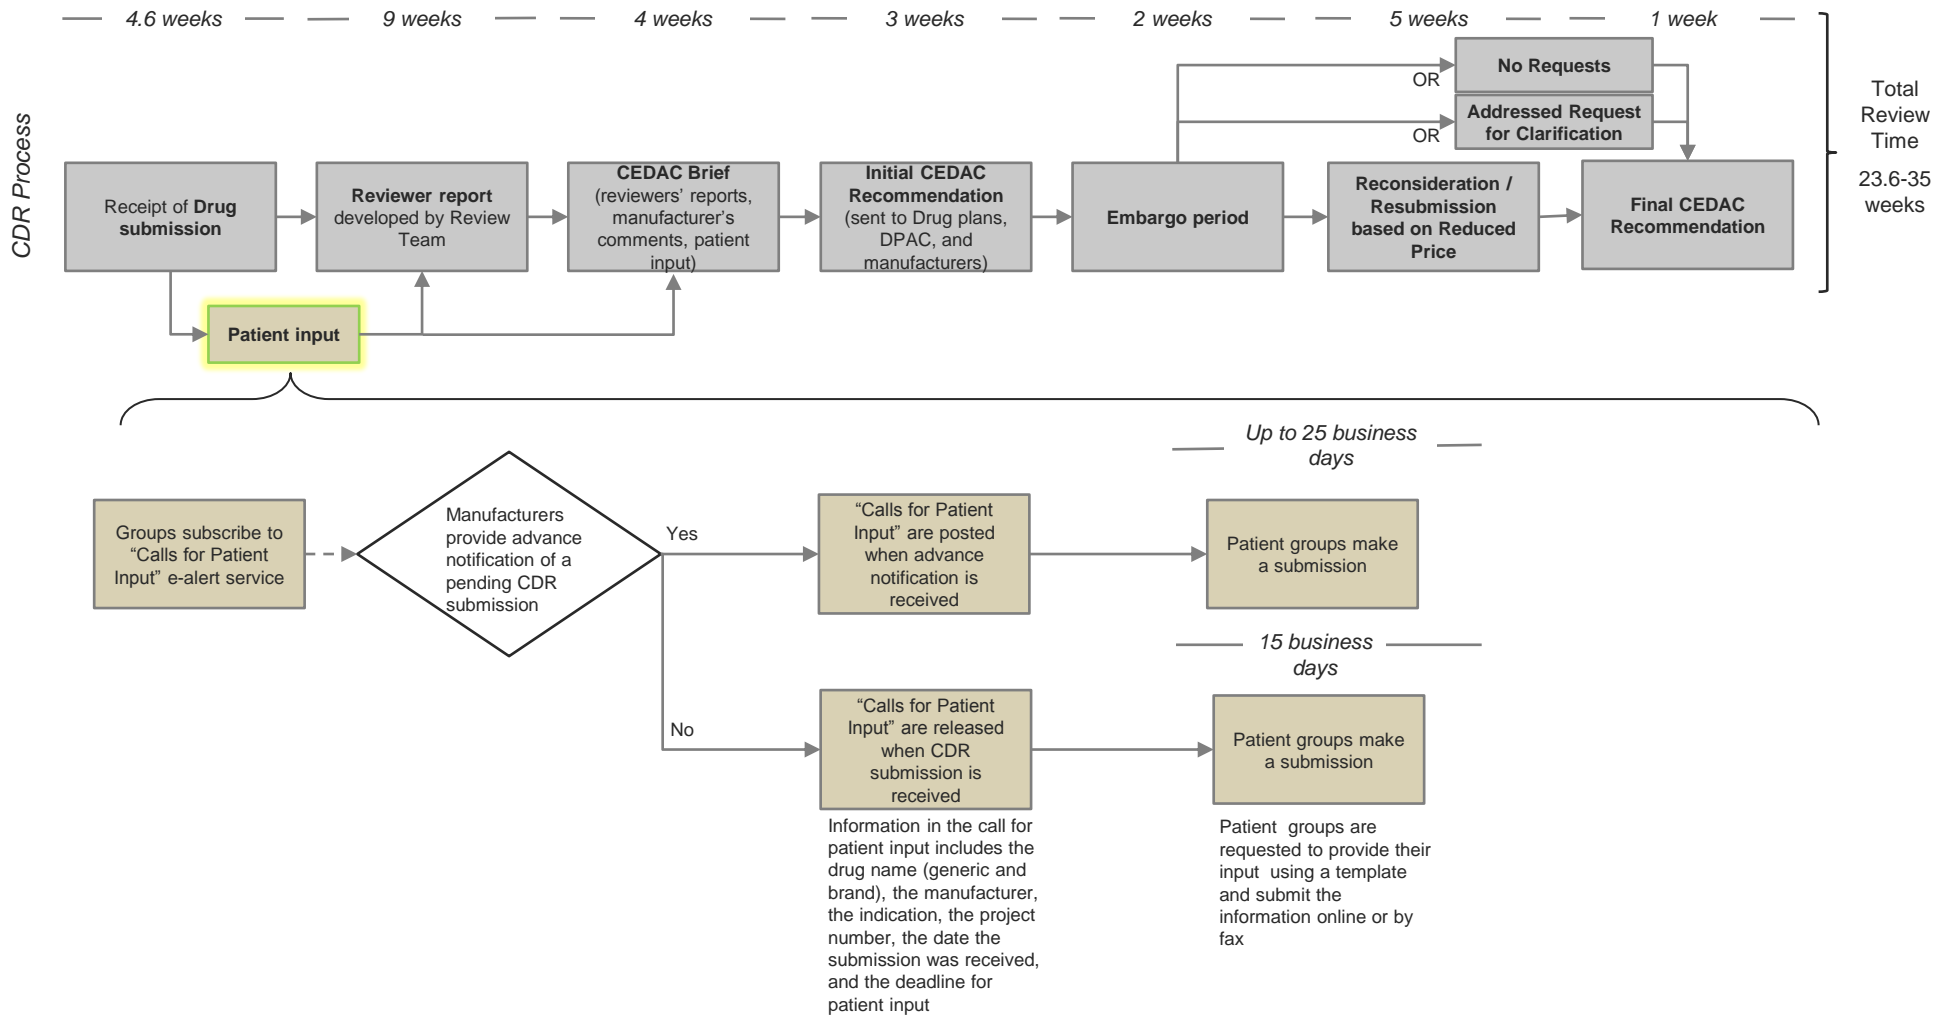 4.6 weeks
9 weeks
4 weeks
3 weeks
2 weeks
5 weeks
1 week
CDR Process
No Requests
OR
Addressed Request
for Clarification
OR
Total
Review
Time
23.6-35
weeks
Receipt of Drug
submission
Reviewer report
developed by Review
Team
CEDAC Brief
(reviewers’ reports,
manufacturer’s
comments, patient
input)
Initial CEDAC
Recommendation
(sent to Drug plans,
DPAC, and
manufacturers)
Embargo period
Reconsideration /
Resubmission
based on Reduced
Price
Final CEDAC
Recommendation
Patient input
Up to 25 business
days
Groups subscribe to
“Calls for Patient
Input” e-alert service
Manufacturers
provide advance
notification of a
pending CDR
submission
Yes
“Calls for Patient
Input” are posted
when advance
notification is
received
Patient groups make
a submission
15 business
days
No
“Calls for Patient
Input” are released
when CDR
submission is
received
Patient groups make
a submission
Information in the call for
patient input includes the
drug name (generic and
brand), the manufacturer,
the indication, the project
number, the date the
submission was received,
and the deadline for
patient input
Patient  groups are
requested to provide their
input  using a template
and submit the
information online or by
fax